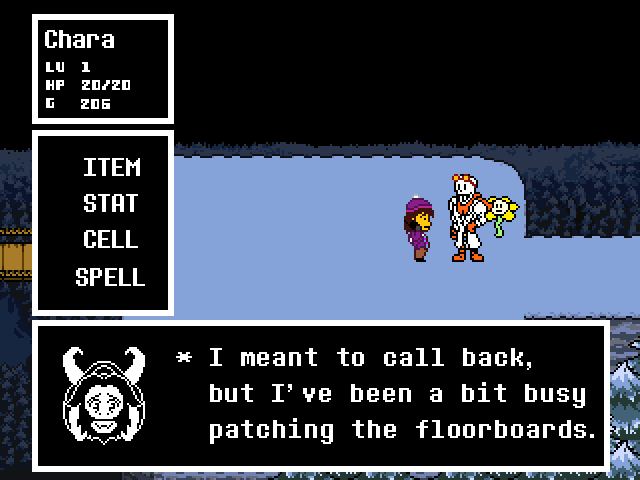 Chara
LV 1
HP 20/20
G 206
ITEM
STAT
CELL
SPELL
* I meant to call back,
but I've been a bit busy
patching the floorboards.